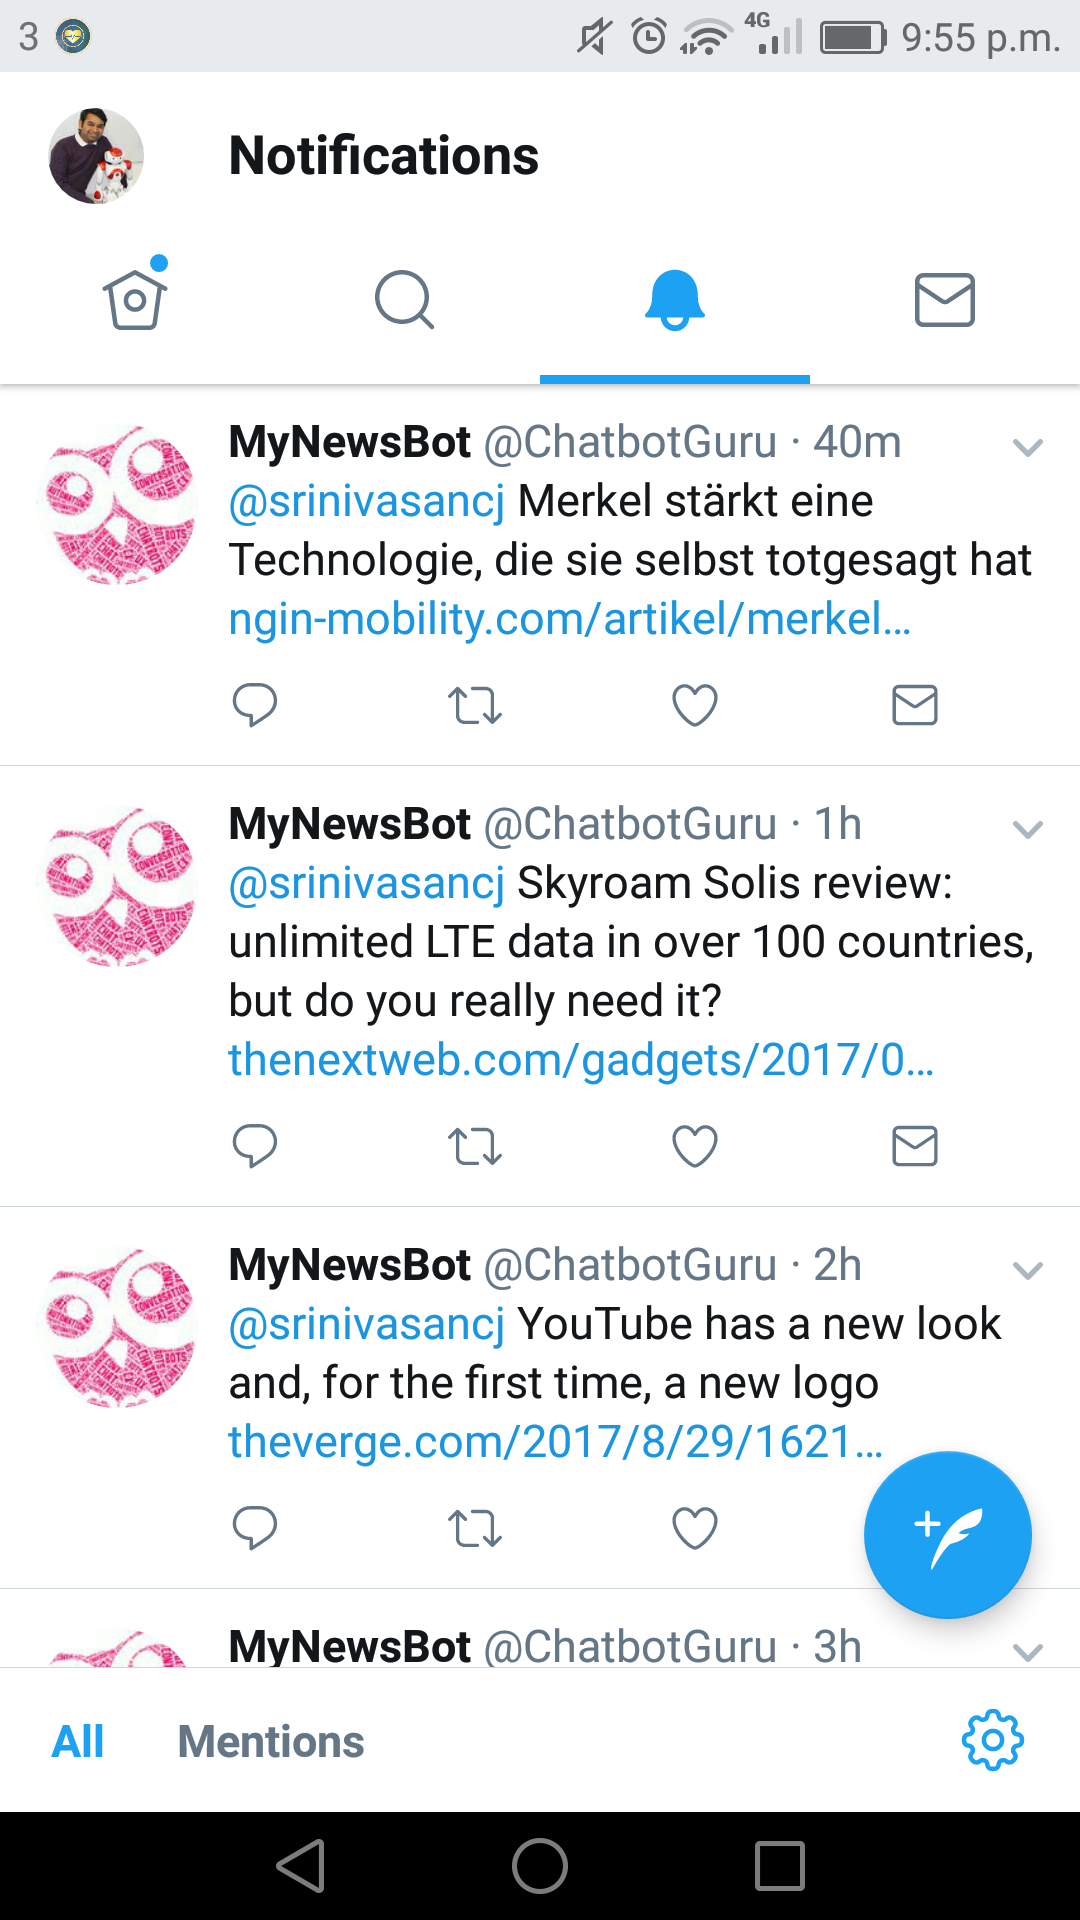 3 4G 9:55 p.m.
Notifications
MyNewsBot @ChatbotGuru · 40m
@srinivasancj Merkel stärkt eine
Technologie, die sie selbst totgesagt hat
ngin-mobility.com/artikel/merkel…
MyNewsBot @ChatbotGuru · 1h
@srinivasancj Skyroam Solis review:
unlimited LTE data in over 100 countries,
but do you really need it?
thenextweb.com/gadgets/2017/0…
MyNewsBot @ChatbotGuru · 2h
@srinivasancj YouTube has a new look
and, for the first time, a new logo
theverge.com/2017/8/29/1621…
MyNewsBot @ChatbotGuru · 3h
All Mentions